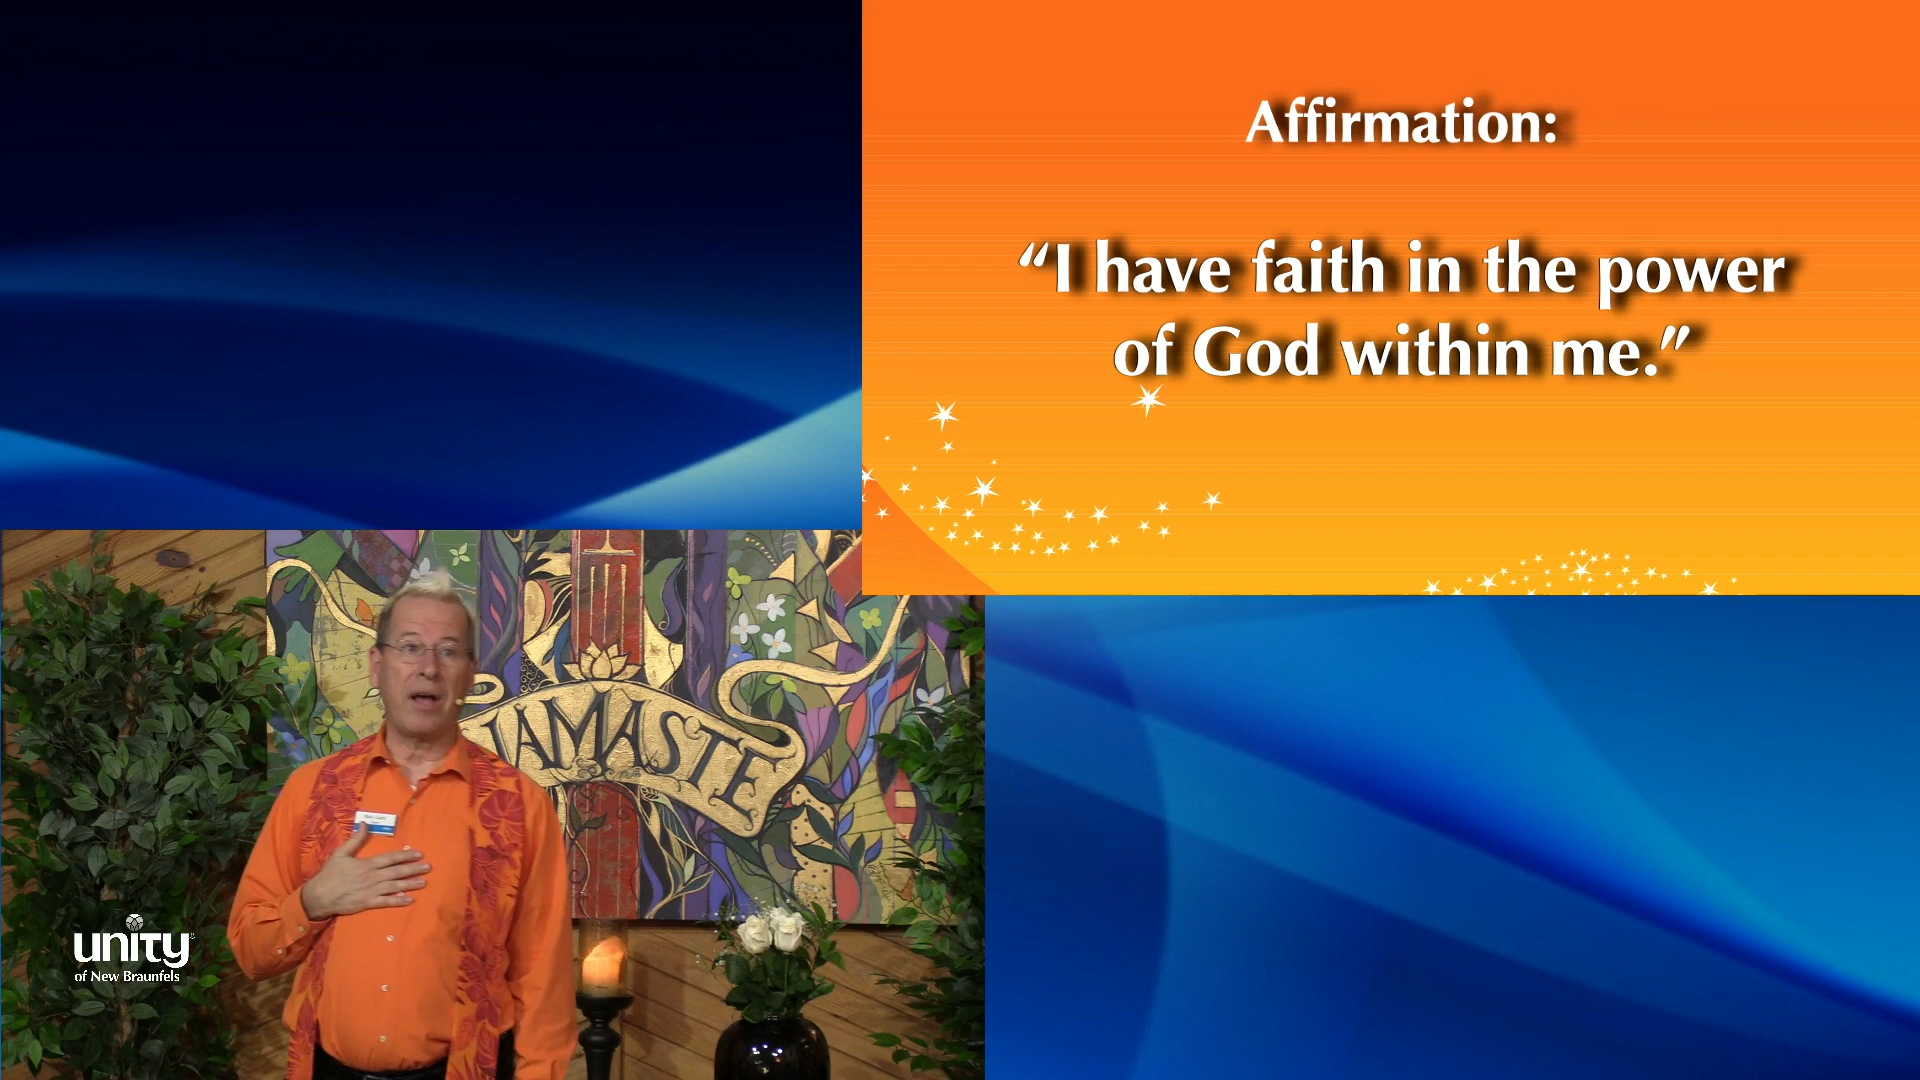 Affirmation:
“I have faith in the power
of God within me.”
NAMASTE
unity
of New Braunfels